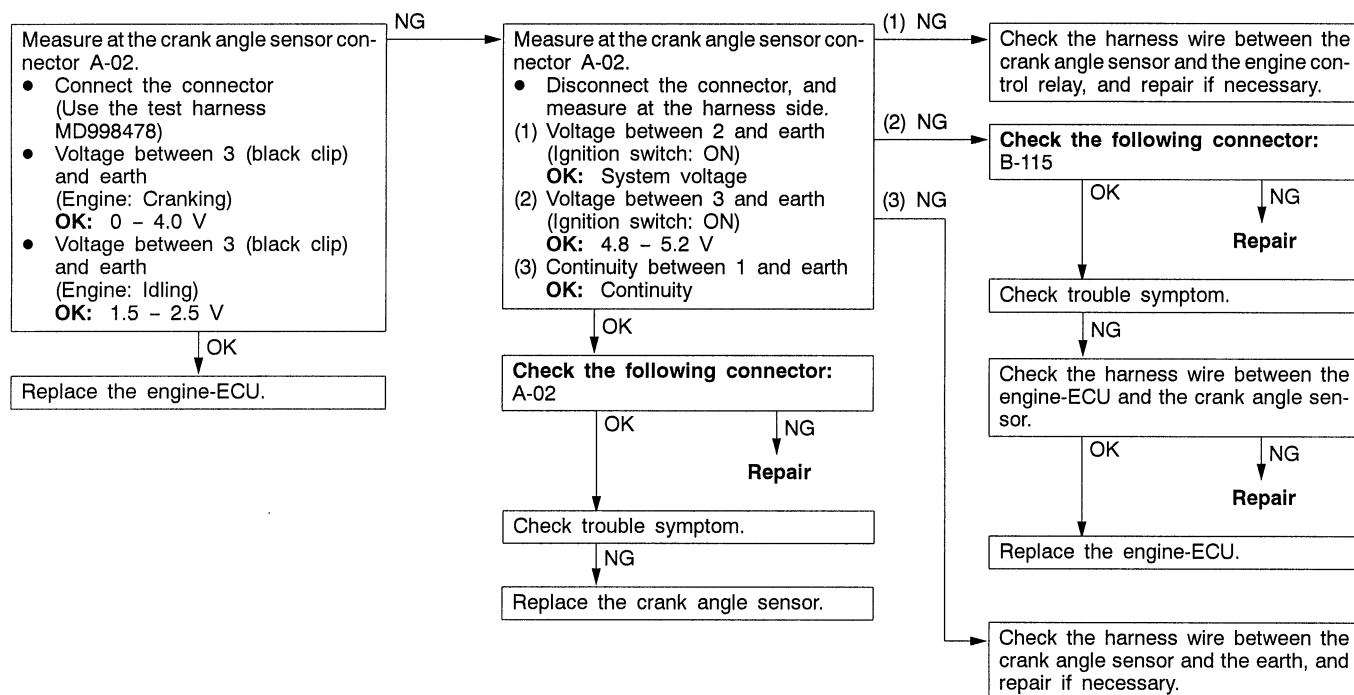 Measure at the crank angle sensor con-
nector A-02.
● Connect the connector
(Use the test harness
MD998478)
● Voltage between 3 (black clip)
and earth
(Engine: Cranking)
OK: 0 – 4.0 V
● Voltage between 3 (black clip)
and earth
(Engine: Idling)
OK: 1.5 – 2.5 V
OK
Replace the engine-ECU.
NG
Measure at the crank angle sensor con-
nector A-02.
● Disconnect the connector, and
measure at the harness side.
(1) Voltage between 2 and earth
(Ignition switch: ON)
OK: System voltage
(2) Voltage between 3 and earth
(Ignition switch: ON)
OK: 4.8 – 5.2 V
(3) Continuity between 1 and earth
OK: Continuity
OK
Check the following connector:
A-02
OK
NG
Repair
Check trouble symptom.
NG
Replace the crank angle sensor.
(1) NG
Check the harness wire between the
crank angle sensor and the engine con-
trol relay, and repair if necessary.
(2) NG
Check the following connector:
B-115
OK
NG
Repair
Check trouble symptom.
NG
Check the harness wire between the
engine-ECU and the crank angle sen-
sor.
OK
NG
Repair
Replace the engine-ECU.
(3) NG
Check the harness wire between the
crank angle sensor and the earth, and
repair if necessary.